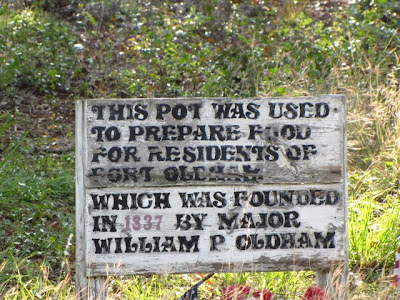 THIS POT WAS USED
TO PREPARE FOOD
FOR RESIDENTS OF
FORT OLDHAM
WHICH WAS FOUNDED
IN 1837 BY MAJOR
WILLIAM P. OLDHAM